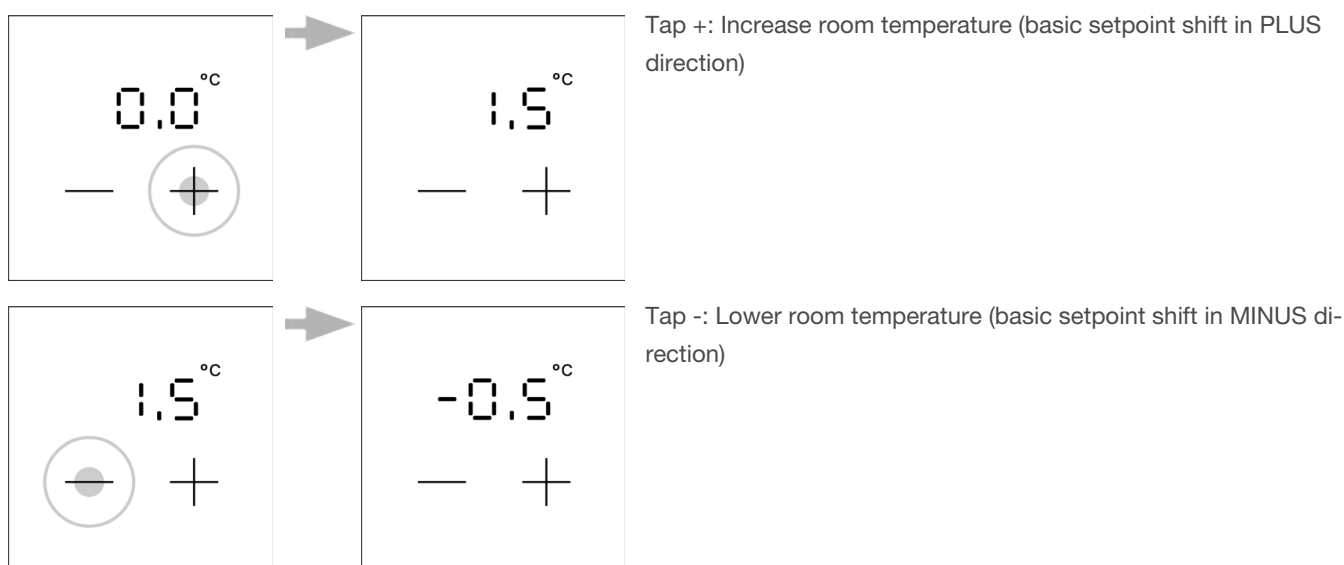 0.0 °C
− +
1.5 °C
− +
Tap +: Increase room temperature (basic setpoint shift in PLUS
direction)
1.5 °C
− +
-0.5 °C
− +
Tap -: Lower room temperature (basic setpoint shift in MINUS di-
rection)